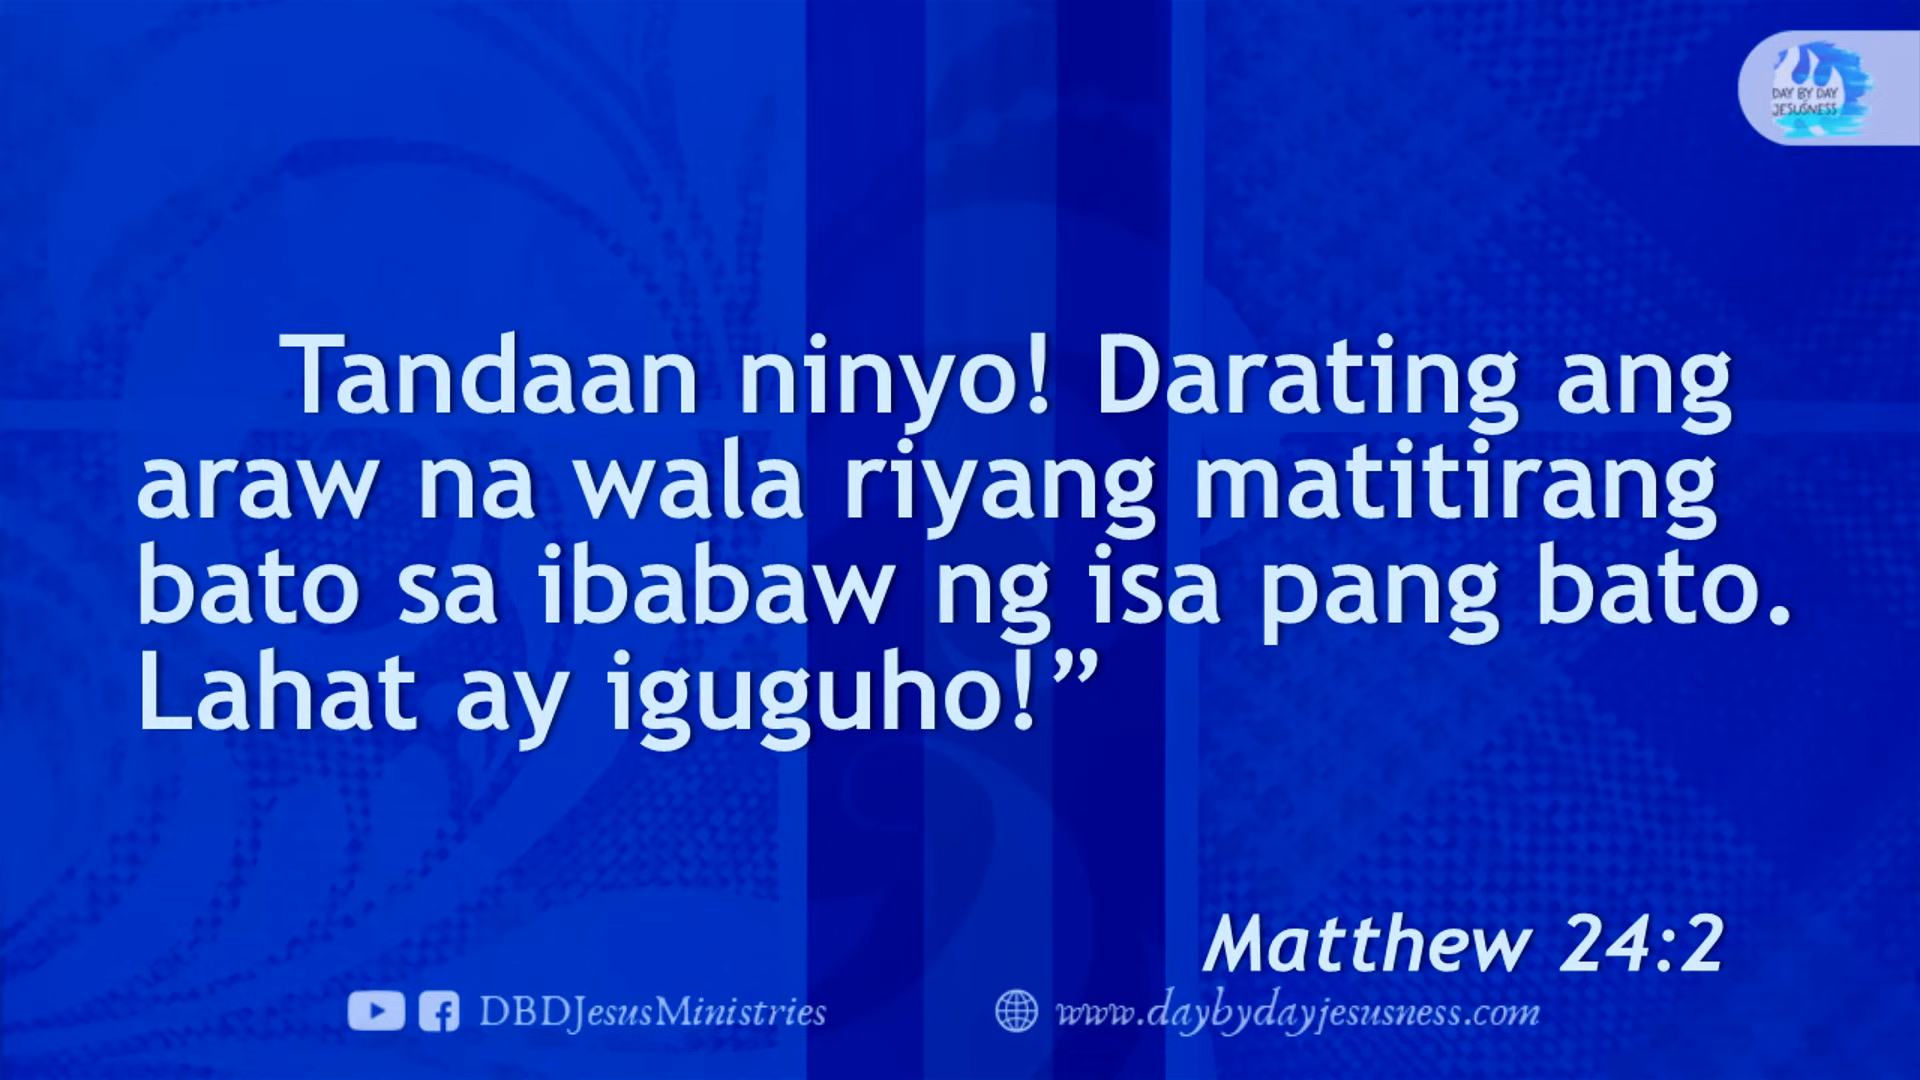 DAY BY DAY
JESUSNESS
Tandaan ninyo! Darating ang
araw na wala riyang matitirang
bato sa ibabaw ng isa pang bato.
Lahat ay iguguho!”
Matthew 24:2
DBDJesusMinistries
www.daybydayjesusness.com